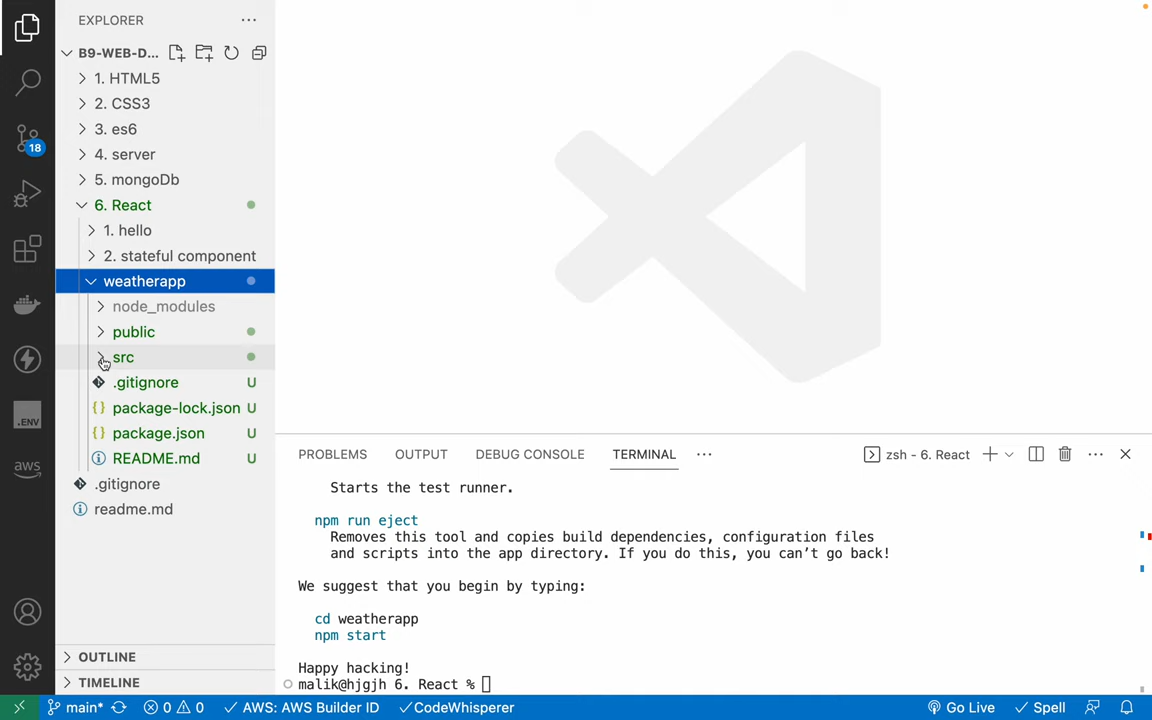 EXPLORER
B9-WEB-D...
1. HTML5
2. CSS3
3. es6
4. server
5. mongoDb
6. React
1. hello
2. stateful component
weatherapp
node_modules
public
src
.gitignore U
package-lock.json U
package.json U
README.md U
.gitignore
readme.md
OUTLINE
TIMELINE
18
.ENV
aws
PROBLEMS OUTPUT DEBUG CONSOLE TERMINAL ... zsh - 6. React
Starts the test runner.
npm run eject
Removes this tool and copies build dependencies, configuration files
and scripts into the app directory. If you do this, you can’t go back!
We suggest that you begin by typing:
cd weatherapp
npm start
Happy hacking!
malik@hjgjh 6. React %
main* 0 0 AWS: AWS Builder ID CodeWhisperer Go Live Spell